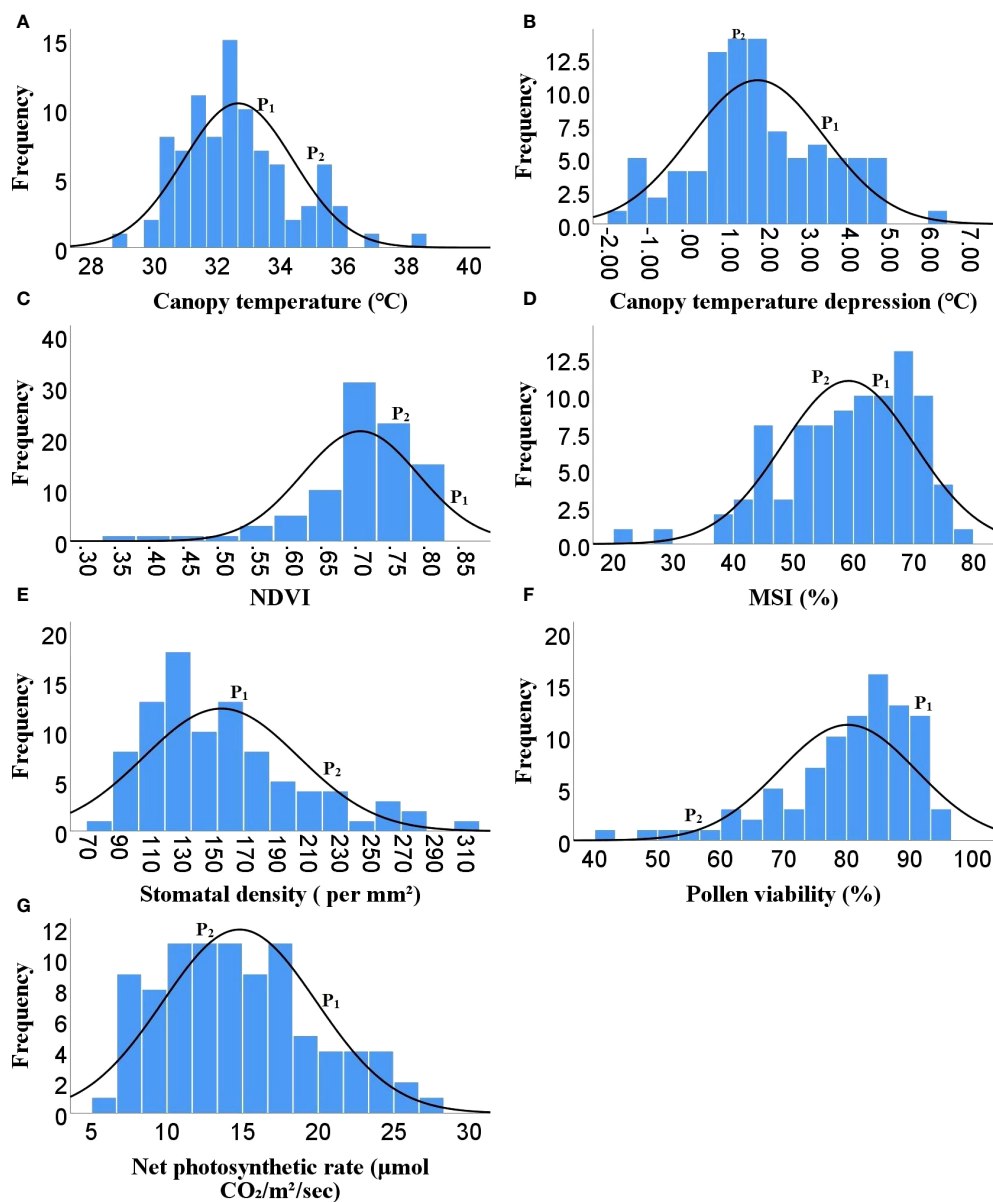 A
15
10
5
0
Frequency
P₁
P₂
28 30 32 34 36 38 40
Canopy temperature (°C)
B
12.5
10.0
7.5
5.0
2.5
0.0
Frequency
P₂
P₁
-2.00 -1.00 .00 1.00 2.00 3.00 4.00 5.00 6.00 7.00
Canopy temperature depression (°C)
C
40
30
20
10
0
Frequency
P₂
P₁
.30 .35 .40 .45 .50 .55 .60 .65 .70 .75 .80 .85
NDVI
D
12.5
10.0
7.5
5.0
2.5
0.0
Frequency
P₂ P₁
20 30 40 50 60 70 80
MSI (%)
E
20
15
10
5
0
Frequency
P₁
P₂
70 90 110 130 150 170 190 210 230 250 270 290 310
Stomatal density ( per mm²)
F
20
15
10
5
0
Frequency
P₁
P₂
40 50 60 70 80 90 100
Pollen viability (%)
G
12
10
8
6
4
2
0
Frequency
P₂
P₁
5 10 15 20 25 30
Net photosynthetic rate (μmol
CO₂/m²/sec)